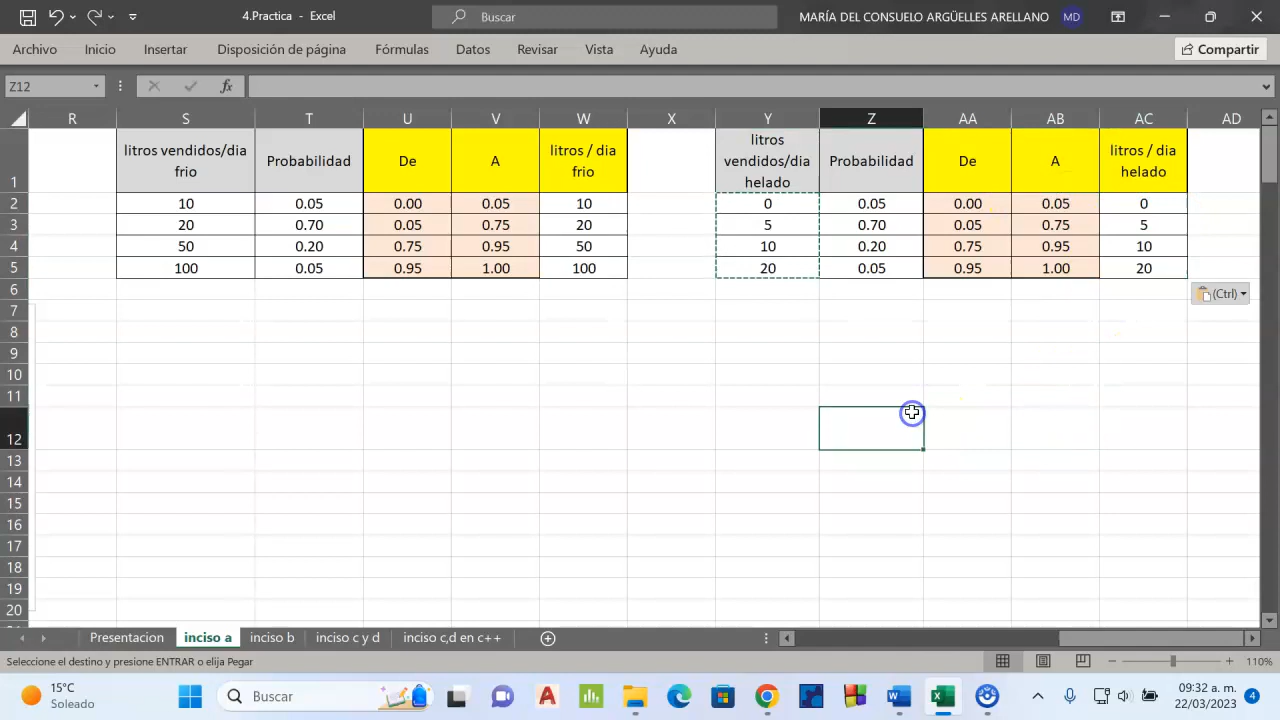 4.Practica - Excel
Buscar
MARÍA DEL CONSUELO ARGÜELLES ARELLANO
MD
Archivo Inicio Insertar Disposición de página Fórmulas Datos Revisar Vista Ayuda Compartir
Z12 fx
R S T U V W X Y Z AA AB AC AD
1 litros vendidos/dia frio Probabilidad De A litros / dia frio litros vendidos/dia helado Probabilidad De A litros / dia helado
2 10 0.05 0.00 0.05 10 0 0.05 0.00 0.05 0
3 20 0.70 0.05 0.75 20 5 0.70 0.05 0.75 5
4 50 0.20 0.75 0.95 50 10 0.20 0.75 0.95 10
5 100 0.05 0.95 1.00 100 20 0.05 0.95 1.00 20
6
(Ctrl)
7
8
9
10
11
12
13
14
15
16
17
18
19
20
Presentacion inciso a inciso b inciso c y d inciso c,d en c++
Seleccione el destino y presione ENTRAR o elija Pegar
110%
15°C
Soleado
Buscar
09:32 a. m.
22/03/2023
4